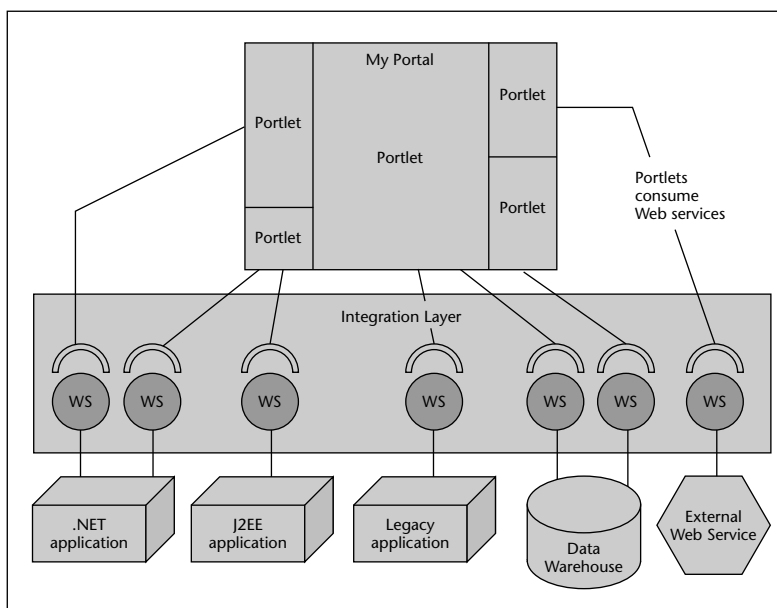 My Portal
Portlet
Portlet
Portlet
Portlet
Portlet
Portlets
consume
Web services
Integration Layer
WS
WS
WS
WS
WS
WS
WS
.NET
application
J2EE
application
Legacy
application
Data
Warehouse
External
Web Service